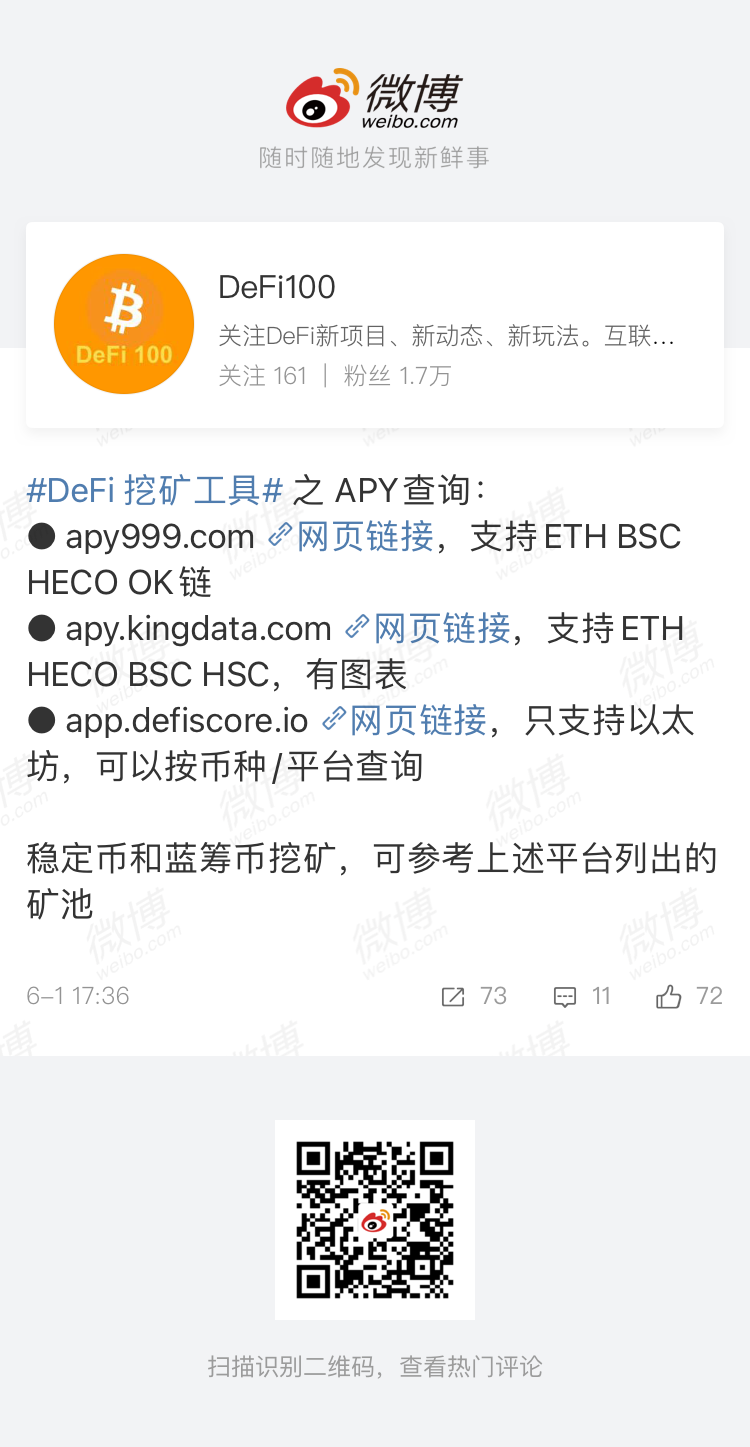 微博
weibo.com
随时随地发现新鲜事
DeFi 100
DeFi100
关注DeFi新项目、新动态、新玩法。互联...
关注 161 | 粉丝 1.7万
#DeFi 挖矿工具# 之 APY查询：
● apy999.com 网页链接，支持ETH BSC
HECO OK链
● apy.kingdata.com 网页链接，支持ETH
HECO BSC HSC，有图表
● app.defiscore.io 网页链接，只支持以太
坊，可以按币种/平台查询
稳定币和蓝筹币挖矿，可参考上述平台列出的
矿池
6-1 17:36 73 11 72
扫描识别二维码，查看热门评论